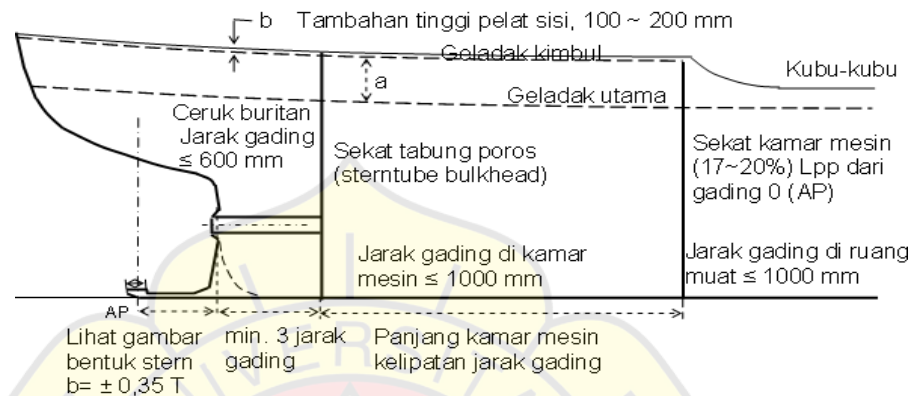 b Tambahan tinggi pelat sisi, 100 ~ 200 mm
Geladak kimbul
Kubu-kubu
a
Geladak utama
Ceruk buritan
Jarak gading
≤ 600 mm
Sekat tabung poros
(sterntube bulkhead)
Sekat kamar mesin
(17~20%) Lpp dari
gading 0 (AP)
Jarak gading di kamar
mesin ≤ 1000 mm
Jarak gading di ruang
muat ≤ 1000 mm
AP
Lihat gambar
bentuk stern
b= ± 0,35 T
min. 3 jarak
gading
Panjang kamar mesin
kelipatan jarak gading
VERSI